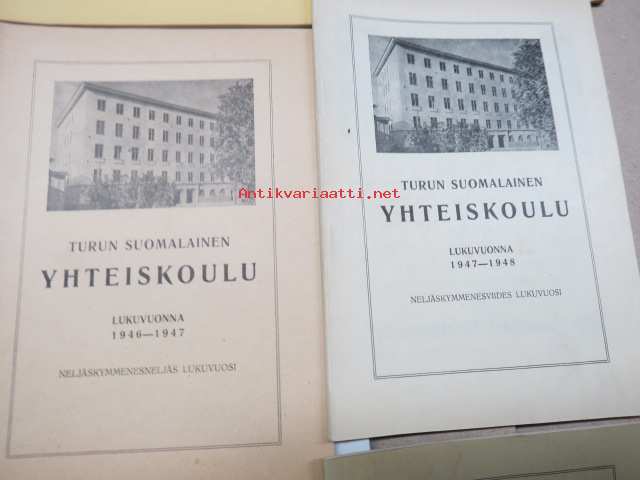 TURUN SUOMALAINEN
YHTEISKOULU
LUKUVUONNA
1946—1947
NELJÄSKYMMENESNELJÄS LUKUVUOSI
TURUN SUOMALAINEN
YHTEISKOULU
LUKUVUONNA
1947—1948
NELJÄSKYMMENESVIIDES LUKUVUOSI
Antikvariaatti.net